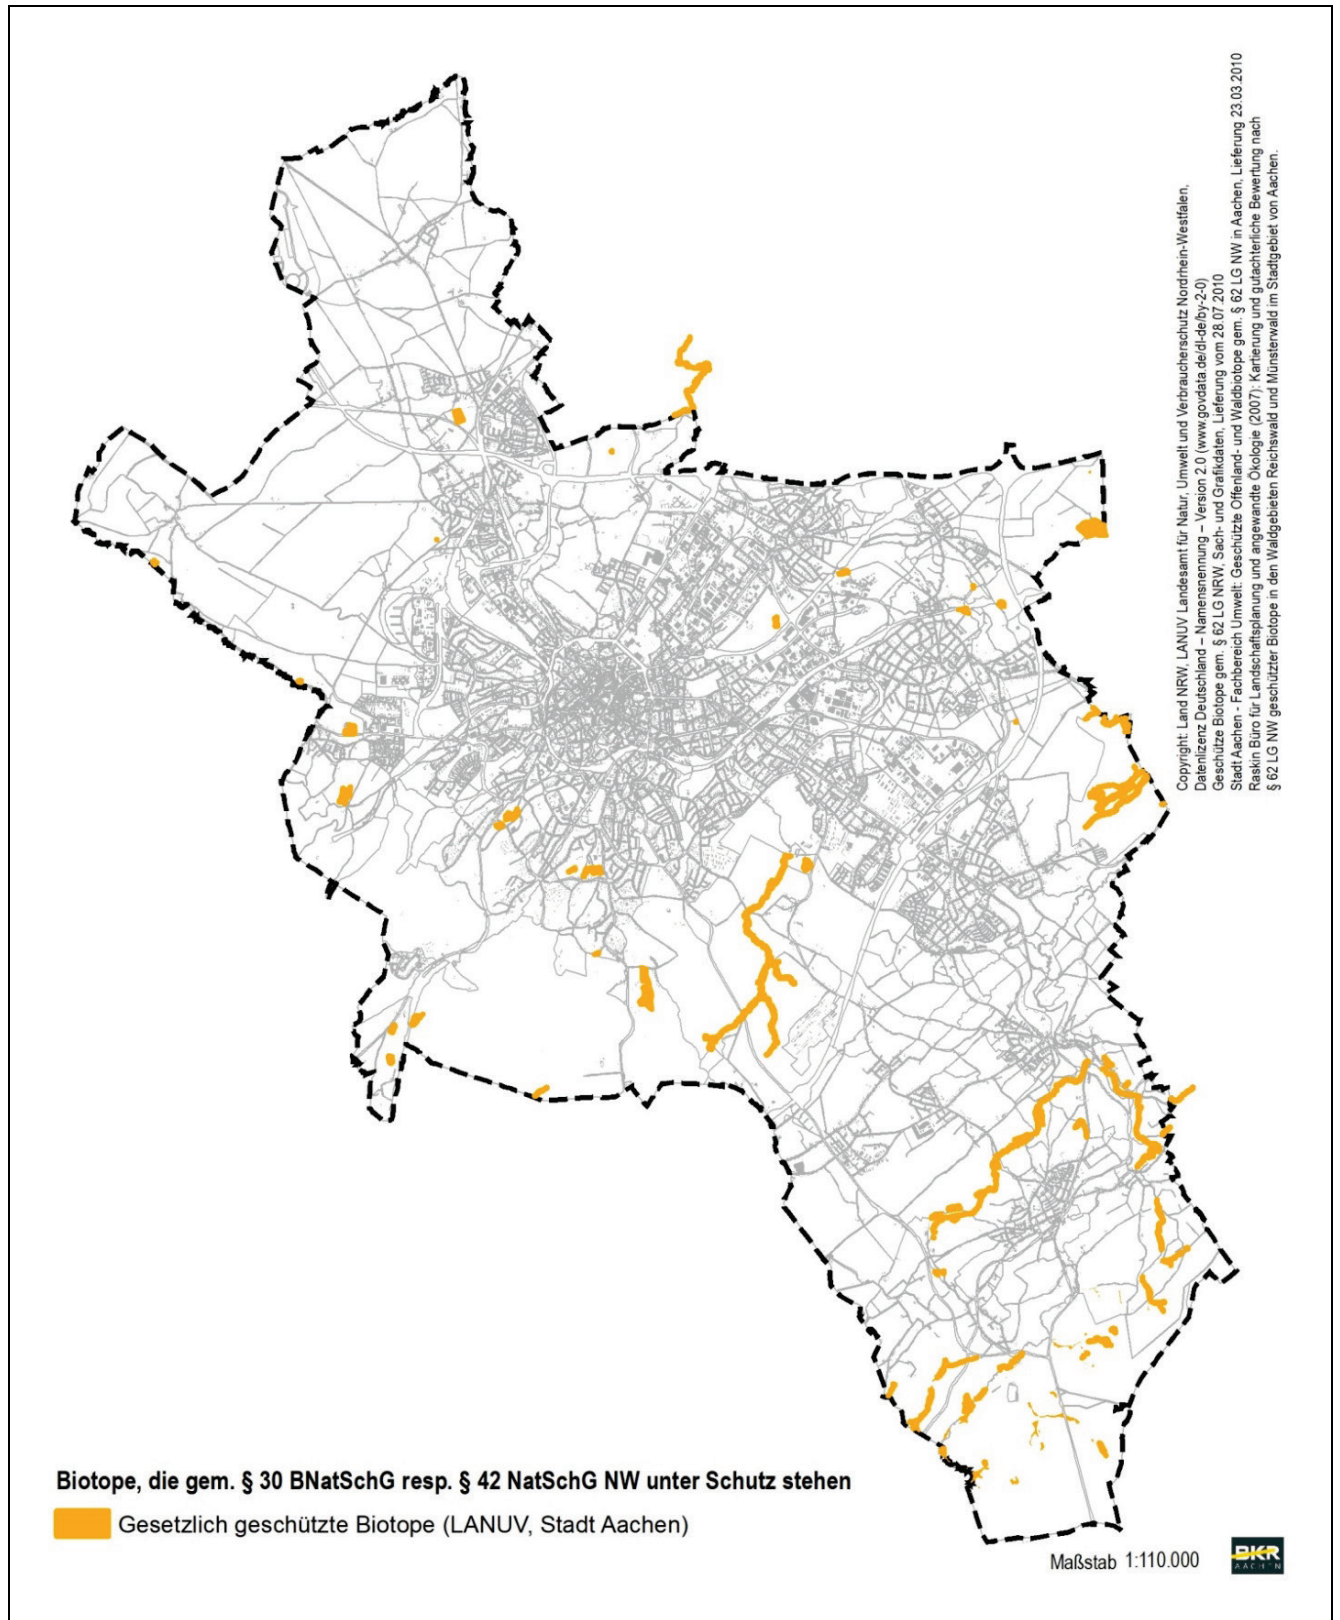 Copyright: Land NRW, LANUV Landesamt für Natur, Umwelt und Verbraucherschutz Nordrhein-Westfalen,
Datenlizenz Deutschland – Namensnennung – Version 2.0 (www.govdata.de/dl-de/by-2-0)
Geschütze Biotope gem. § 62 LG NRW, Sach- und Grafikdaten, Lieferung vom 28.07.2010
Stadt Aachen - Fachbereich Umwelt: Geschützte Offenland- und Waldbiotope gem. § 62 LG NW in Aachen, Lieferung 23.03.2010
Raskin Büro für Landschaftsplanung und angewandte Ökologie (2007): Kartierung und gutachterliche Bewertung nach
§ 62 LG NW geschützter Biotope in den Waldgebieten Reichswald und Münsterwald im Stadtgebiet von Aachen.
Biotope, die gem. § 30 BNatSchG resp. § 42 NatSchG NW unter Schutz stehen
Gesetzlich geschützte Biotope (LANUV, Stadt Aachen)
Maßstab 1:110.000
BKR
AACHEN